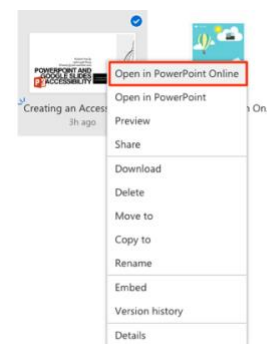 POWERPOINT AND
GOOGLE SLIDES
ACCESSIBILITY
Creating an Access
3h ago
On
Open in PowerPoint Online
Open in PowerPoint
Preview
Share
Download
Delete
Move to
Copy to
Rename
Embed
Version history
Details